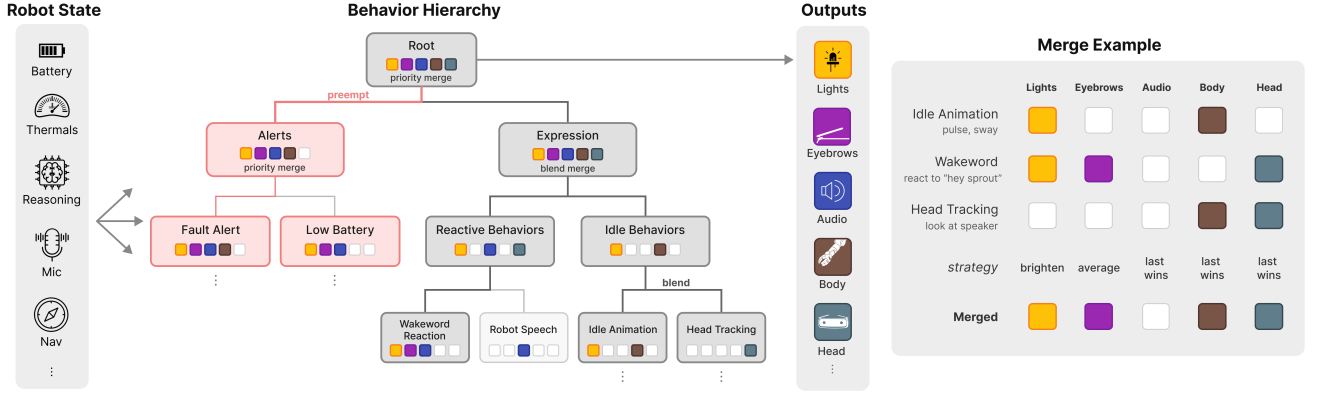 Robot State
Battery
Thermals
Reasoning
Mic
Nav
⋮
Behavior Hierarchy
Root
priority merge
preempt
Alerts
priority merge
Expression
blend merge
Fault Alert
Low Battery
Reactive Behaviors
Idle Behaviors
⋮
⋮
blend
Wakeword
Reaction
Robot Speech
Idle Animation
Head Tracking
⋮
⋮
Outputs
Lights
Eyebrows
Audio
Body
Head
⋮
Merge Example
Lights Eyebrows Audio Body Head
Idle Animation
pulse, sway
Wakeword
react to “hey sprout”
Head Tracking
look at speaker
strategy brighten average last wins last wins last wins
Merged